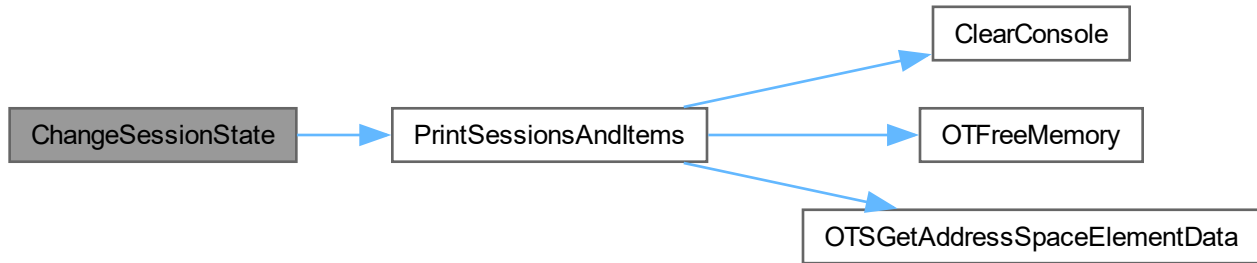 ChangeSessionState
PrintSessionsAndItems
ClearConsole
OTFreeMemory
OTSGetAddressSpaceElementData